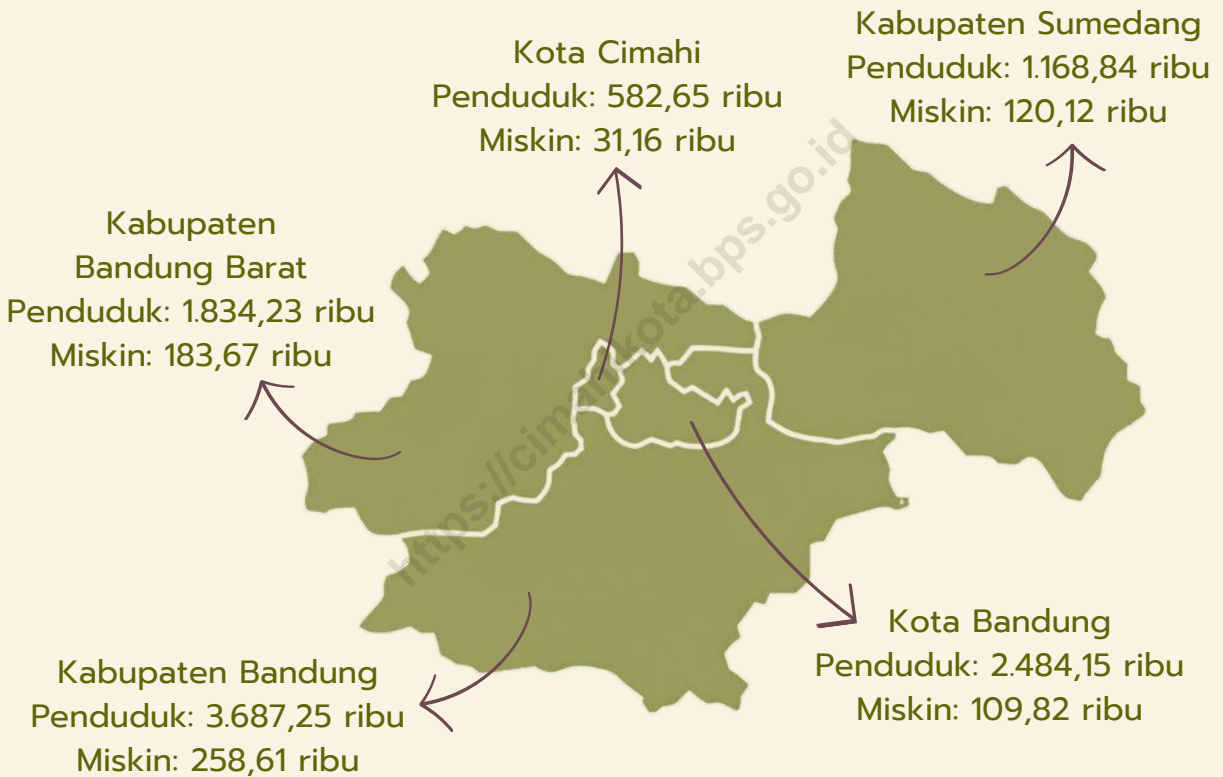 Kabupaten Sumedang
Penduduk: 1.168,84 ribu
Miskin: 120,12 ribu
Kota Cimahi
Penduduk: 582,65 ribu
Miskin: 31,16 ribu
Kabupaten
Bandung Barat
Penduduk: 1.834,23 ribu
Miskin: 183,67 ribu
https://cimahikota.bps.go.id
Kota Bandung
Penduduk: 2.484,15 ribu
Miskin: 109,82 ribu
Kabupaten Bandung
Penduduk: 3.687,25 ribu
Miskin: 258,61 ribu